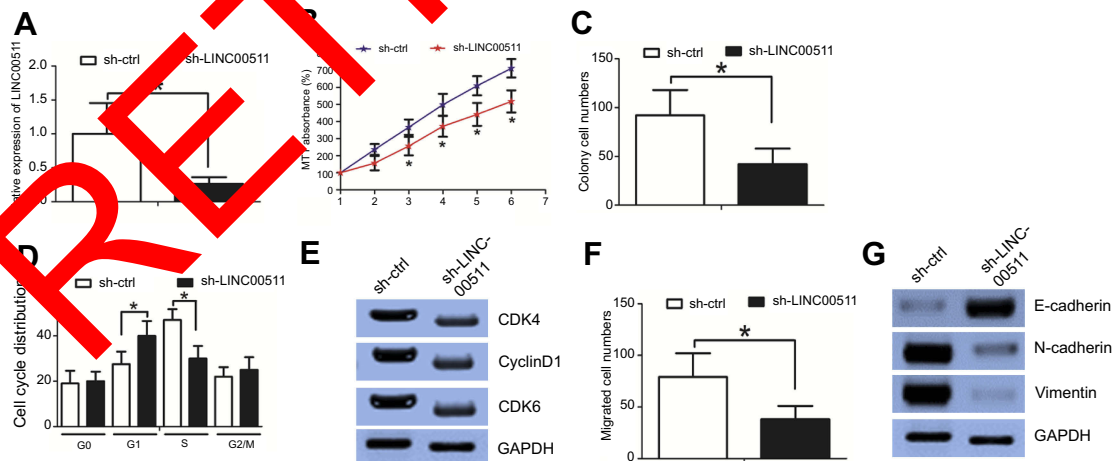 A
ative expression of LINC00511
2.0
1.5
1.0
0.5
sh-ctrl
sh-LINC00511
*
B
MTT absorbance (%)
700
600
500
400
300
200
100
0
sh-ctrl
sh-LINC00511
* * * *
1 2 3 4 5 6 7
C
Colony cell numbers
150
100
50
0
sh-ctrl
sh-LINC00511
*
D
Cell cycle distribution
40
20
0
sh-ctrl
sh-LINC00511
* *
G0 G1 S G2/M
E
sh-ctrl
sh-LINC-
00511
CDK4
CyclinD1
CDK6
GAPDH
F
Migrated cell numbers
150
100
50
0
sh-ctrl
sh-LINC00511
*
G
sh-ctrl
sh-LINC-
00511
E-cadherin
N-cadherin
Vimentin
GAPDH
RET